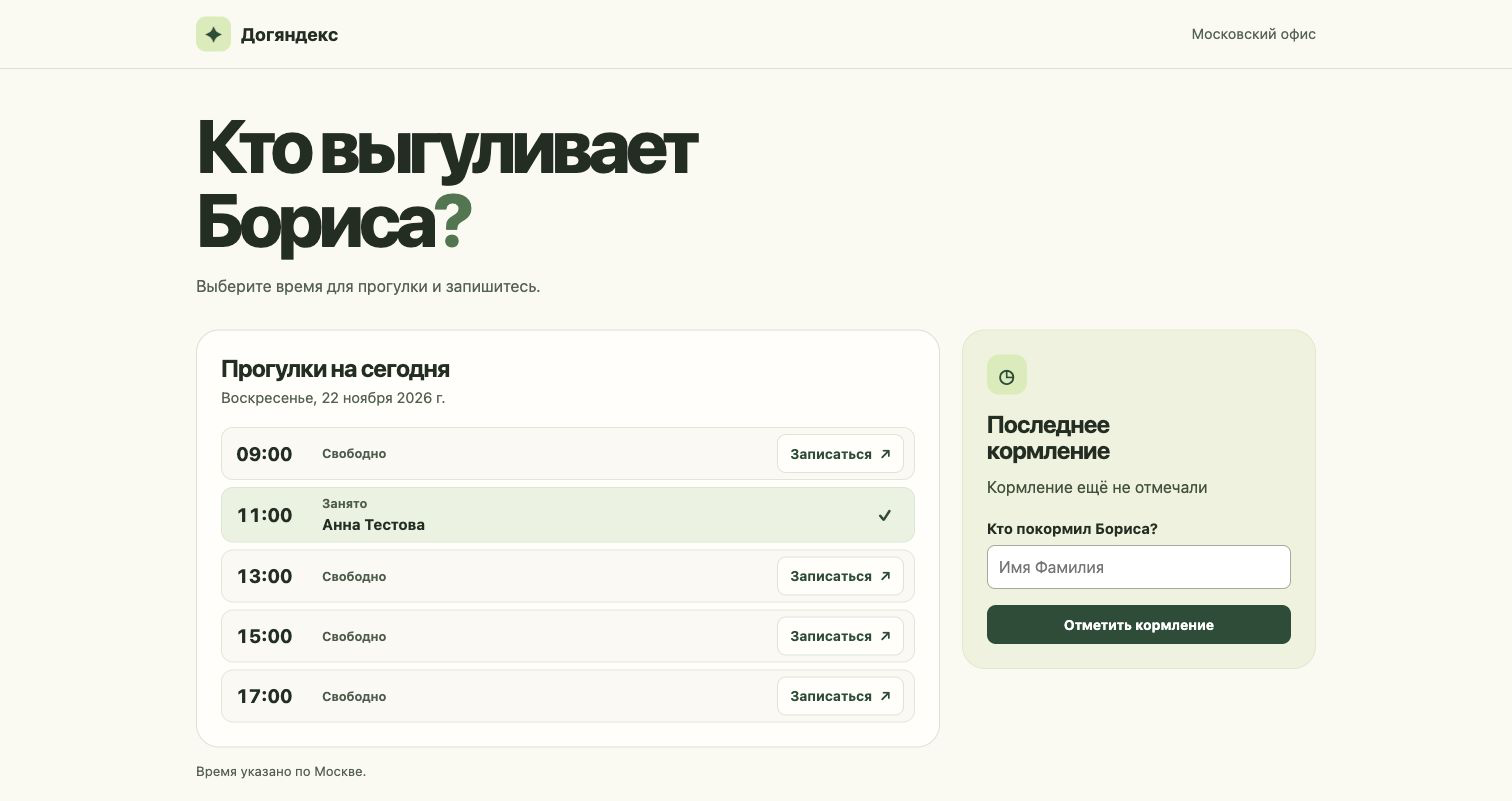 Догяндекс
Московский офис
Кто выгуливает
Бориса?
Выберите время для прогулки и запишитесь.
Прогулки на сегодня
Воскресенье, 22 ноября 2026 г.
09:00 Свободно Записаться ↗
11:00 Занято
Анна Тестова ✓
13:00 Свободно Записаться ↗
15:00 Свободно Записаться ↗
17:00 Свободно Записаться ↗
Последнее
кормление
Кормление ещё не отмечали
Кто покормил Бориса?
Имя Фамилия
Отметить кормление
Время указано по Москве.